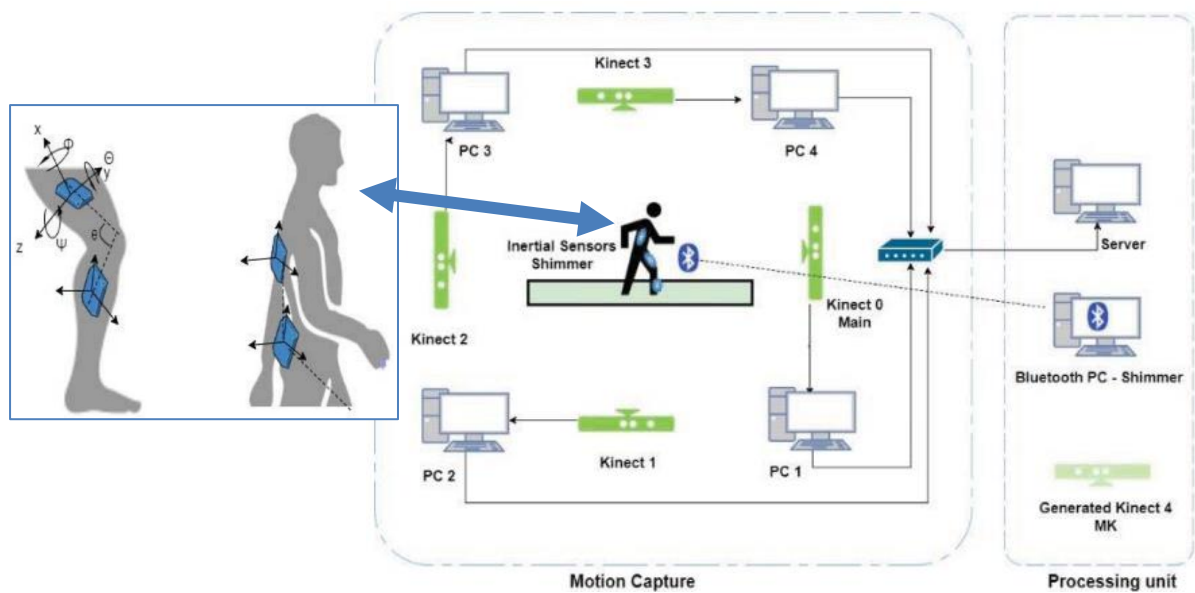 X
Φ
Θ
y
Z
Ψ
θ
Kinect 3
PC 3
PC 4
Inertial Sensors
Shimmer
Kinect 2
Kinect 0
Main
PC 2
Kinect 1
PC 1
Motion Capture
Server
Bluetooth PC - Shimmer
Generated Kinect 4
MK
Processing unit